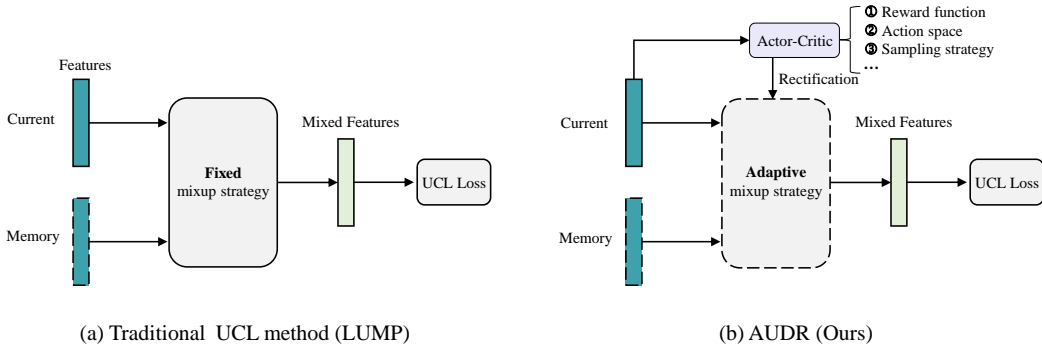 Features
Current
Memory
Fixed
mixup strategy
Mixed Features
UCL Loss
(a) Traditional UCL method (LUMP)
Actor-Critic
① Reward function
② Action space
③ Sampling strategy
...
Rectification
Current
Memory
Adaptive
mixup strategy
Mixed Features
UCL Loss
(b) AUDR (Ours)